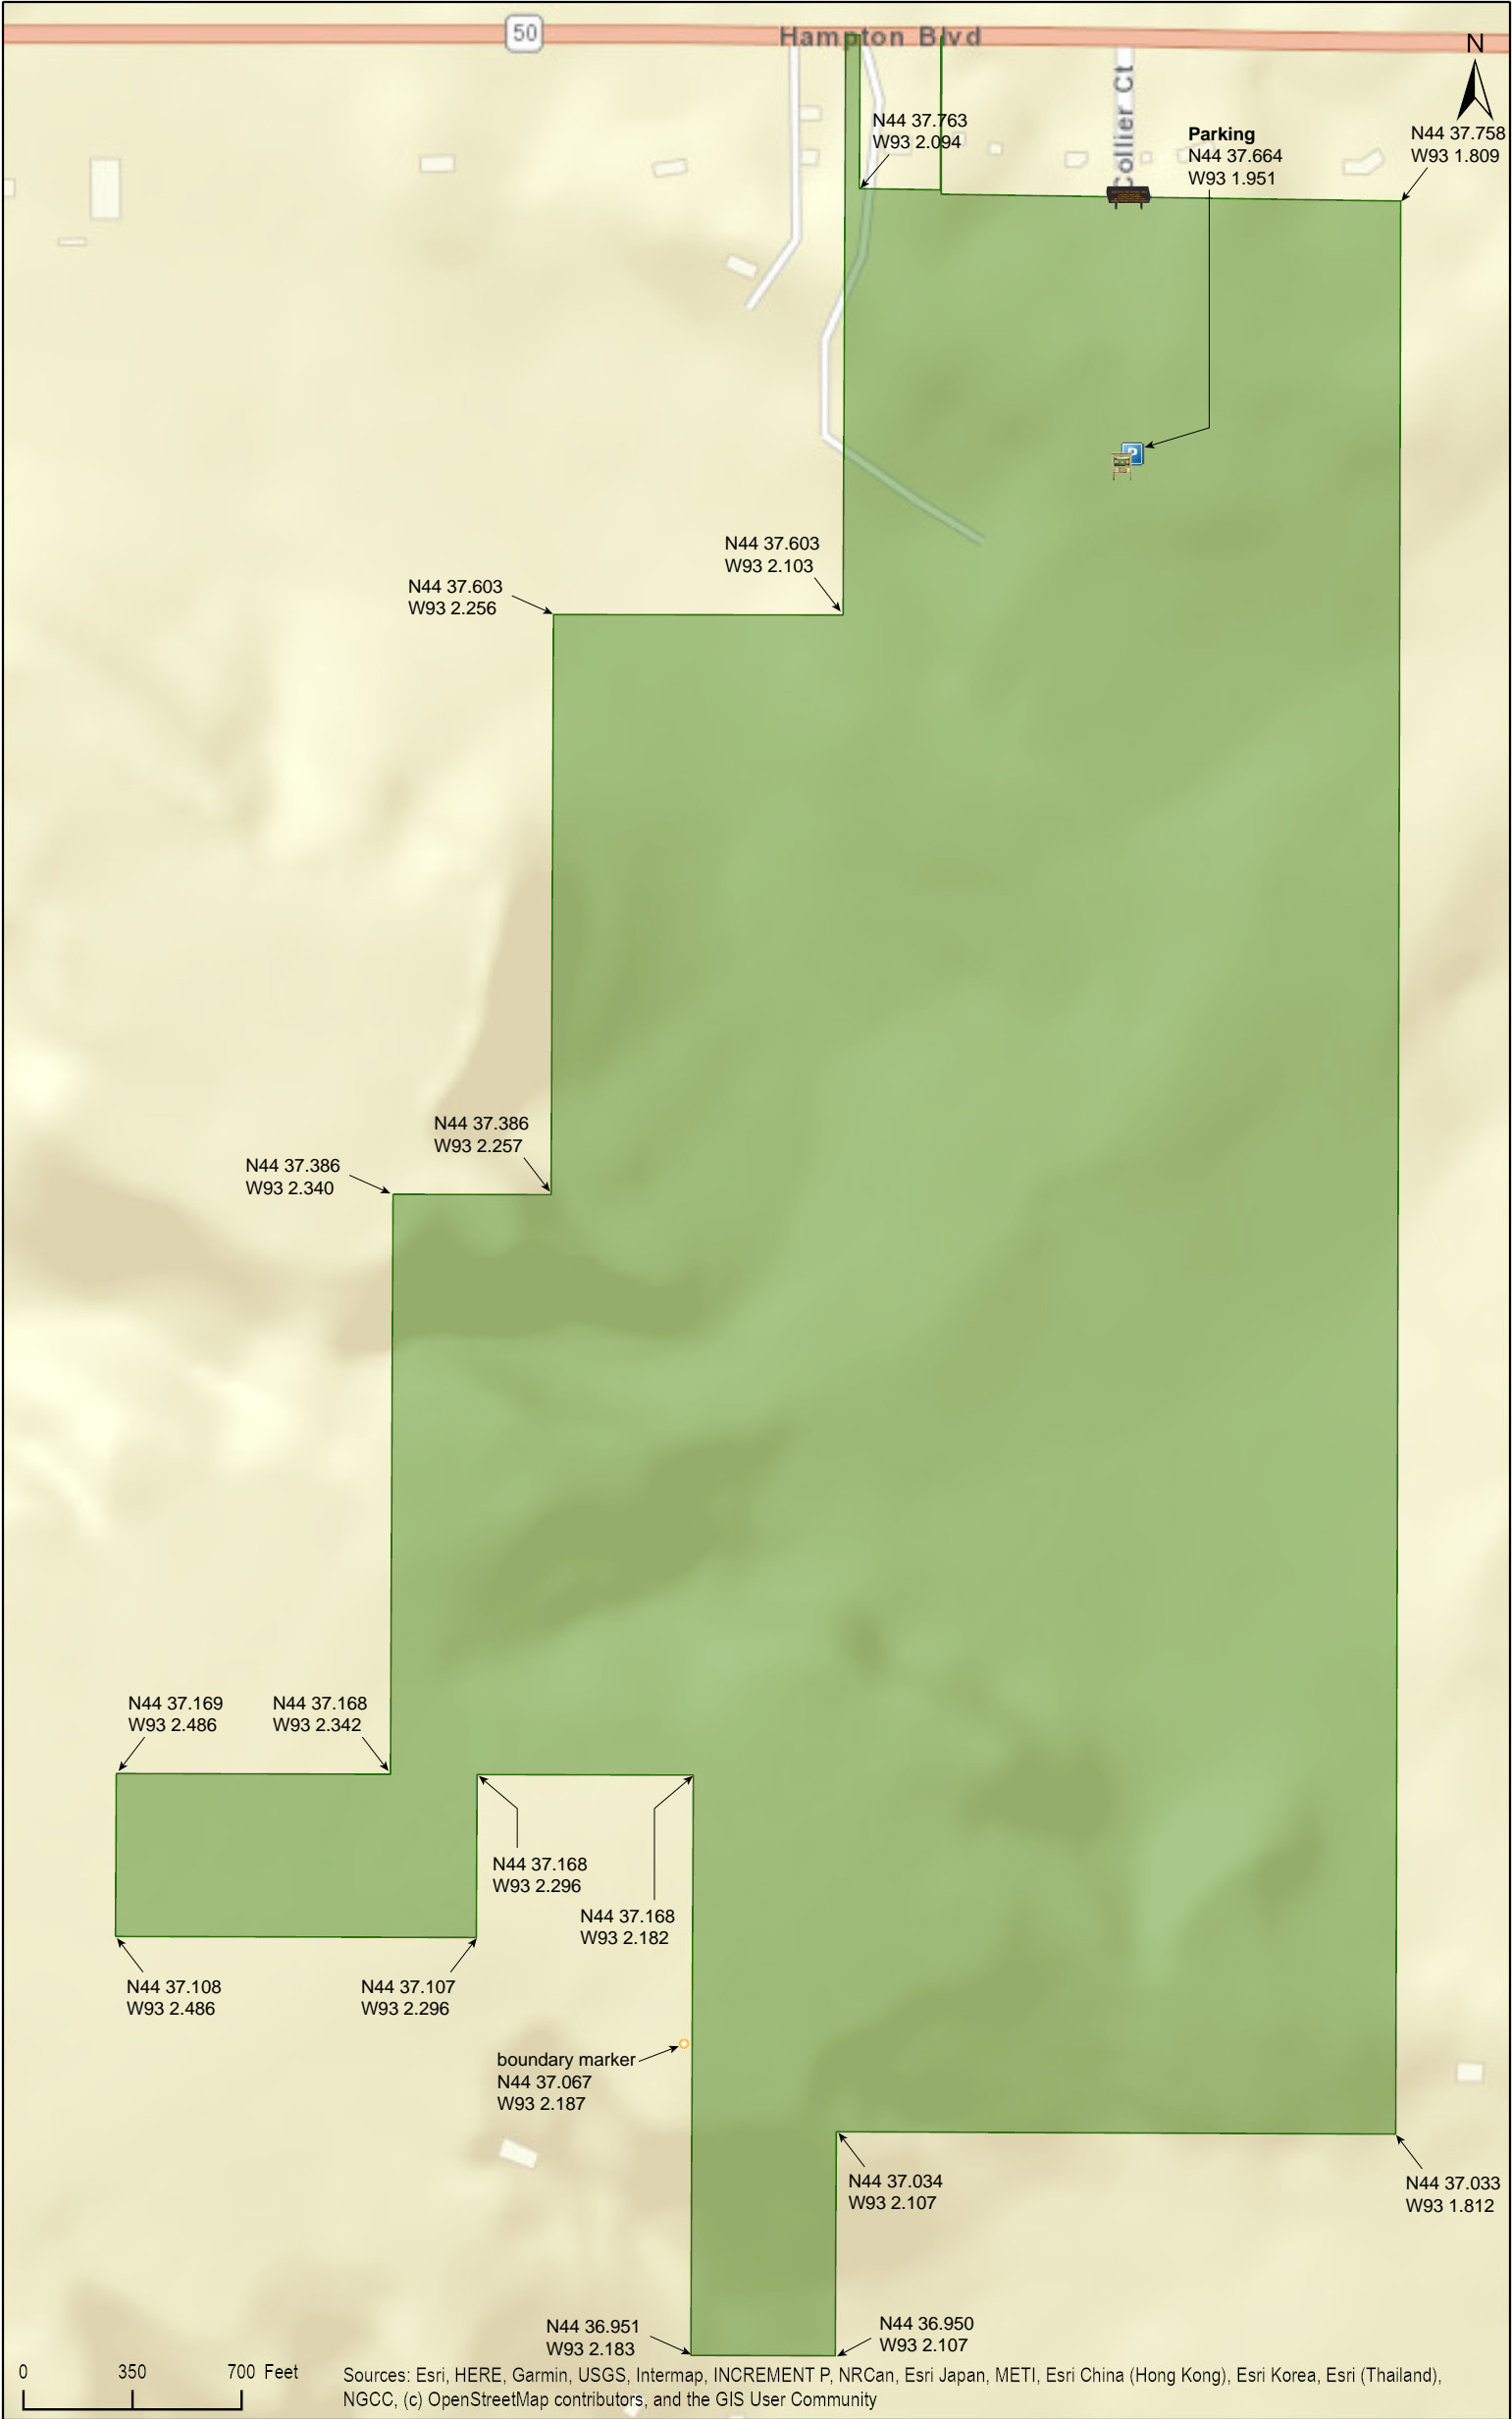 50
Hampton Blvd
N
Collier Ct
N44 37.763
W93 2.094
Parking
N44 37.664
W93 1.951
N44 37.758
W93 1.809
P
N44 37.603
W93 2.103
N44 37.603
W93 2.256
N44 37.386
W93 2.257
N44 37.386
W93 2.340
N44 37.169
W93 2.486
N44 37.168
W93 2.342
N44 37.168
W93 2.296
N44 37.168
W93 2.182
N44 37.108
W93 2.486
N44 37.107
W93 2.296
boundary marker
N44 37.067
W93 2.187
N44 37.034
W93 2.107
N44 37.033
W93 1.812
N44 36.951
W93 2.183
N44 36.950
W93 2.107
0 350 700 Feet
Sources: Esri, HERE, Garmin, USGS, Intermap, INCREMENT P, NRCan, Esri Japan, METI, Esri China (Hong Kong), Esri Korea, Esri (Thailand),
NGCC, (c) OpenStreetMap contributors, and the GIS User Community